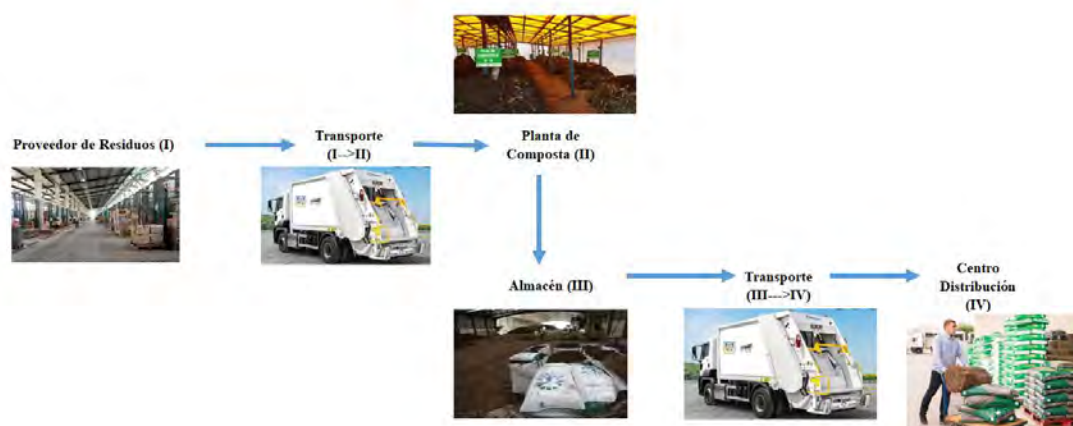 Proveedor de Residuos (I)
Transporte
(I-->II)
Planta de
Composta (II)
Almacén (III)
Transporte
(III--->IV)
Centro
Distribución
(IV)